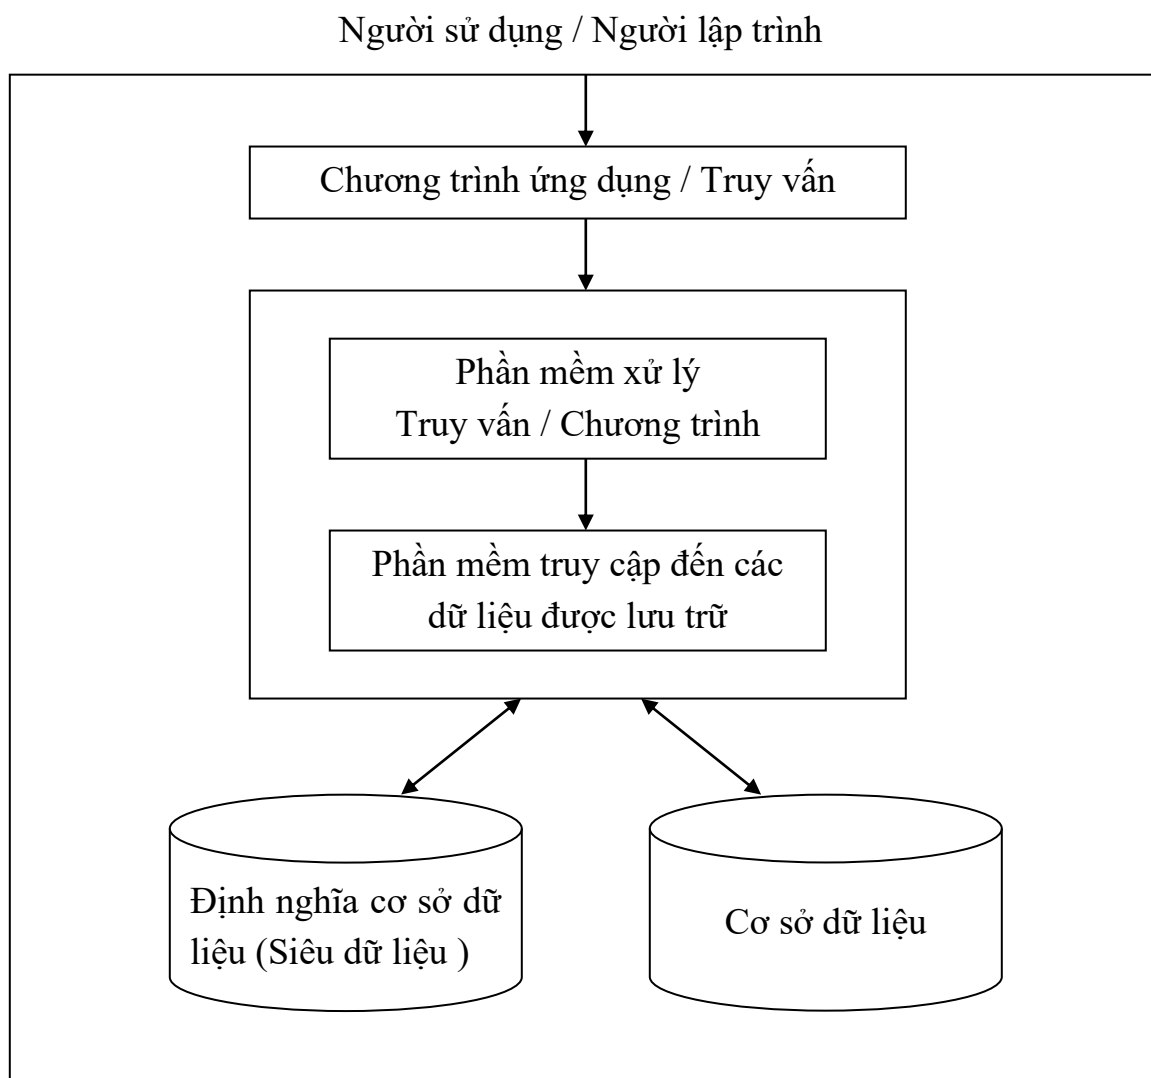 Người sử dụng / Người lập trình
Chương trình ứng dụng / Truy vấn
Phần mềm xử lý
Truy vấn / Chương trình
Phần mềm truy cập đến các
dữ liệu được lưu trữ
Định nghĩa cơ sở dữ
liệu (Siêu dữ liệu )
Cơ sở dữ liệu